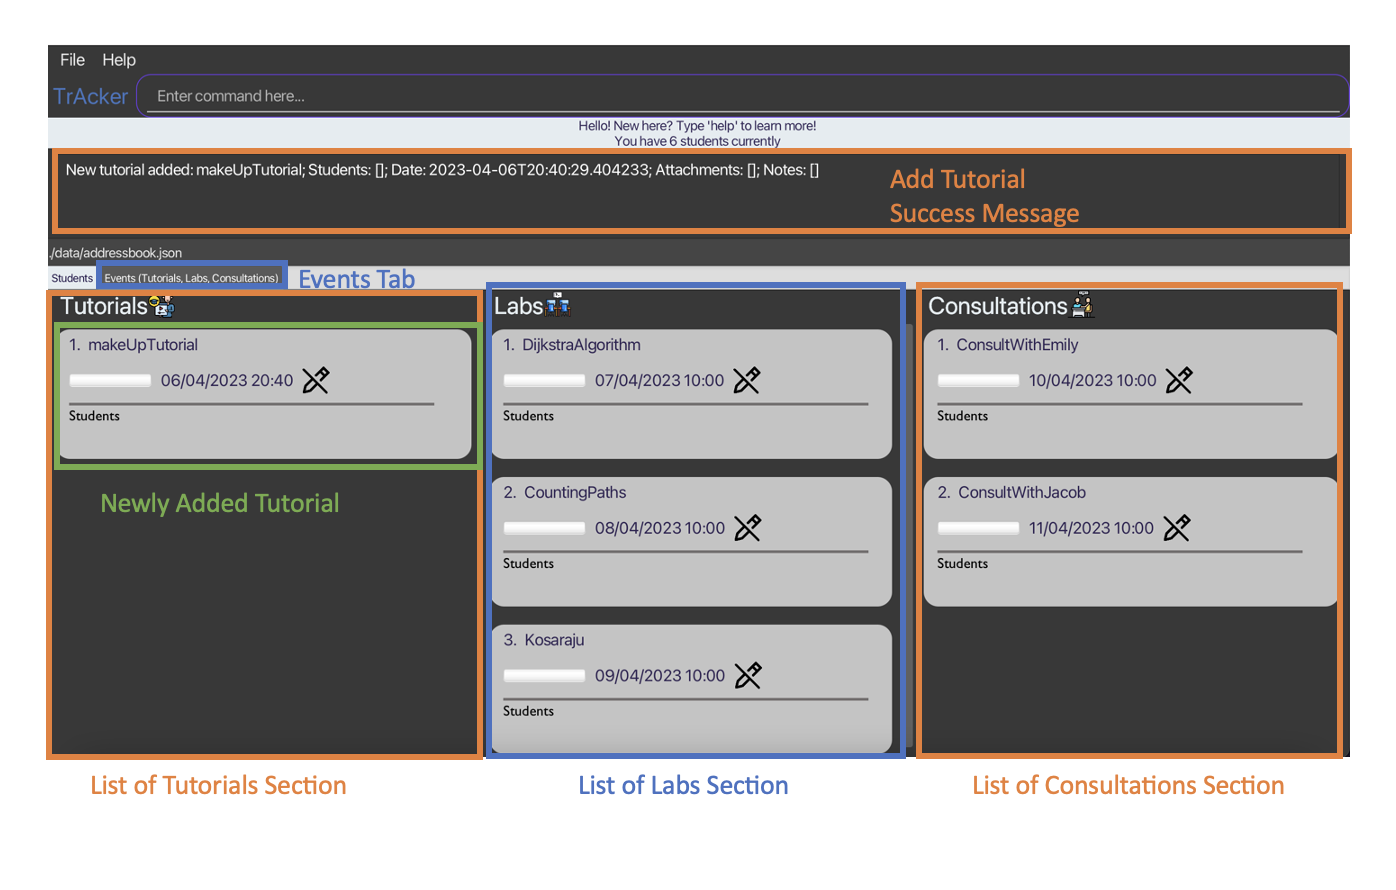 File Help
TrAcker
Enter command here...
Hello! New here? Type 'help' to learn more!
You have 6 students currently
New tutorial added: makeUpTutorial; Students: []; Date: 2023-04-06T20:40:29.404233; Attachments: []; Notes: []
Add Tutorial
Success Message
./data/addressbook.json
Students
Events (Tutorials, Labs, Consultations)
Events Tab
Tutorials
1. makeUpTutorial
06/04/2023 20:40
Students
Newly Added Tutorial
Labs
1. DijkstraAlgorithm
07/04/2023 10:00
Students
2. CountingPaths
08/04/2023 10:00
Students
3. Kosaraju
09/04/2023 10:00
Students
Consultations
1. ConsultWithEmily
10/04/2023 10:00
Students
2. ConsultWithJacob
11/04/2023 10:00
Students
List of Tutorials Section
List of Labs Section
List of Consultations Section